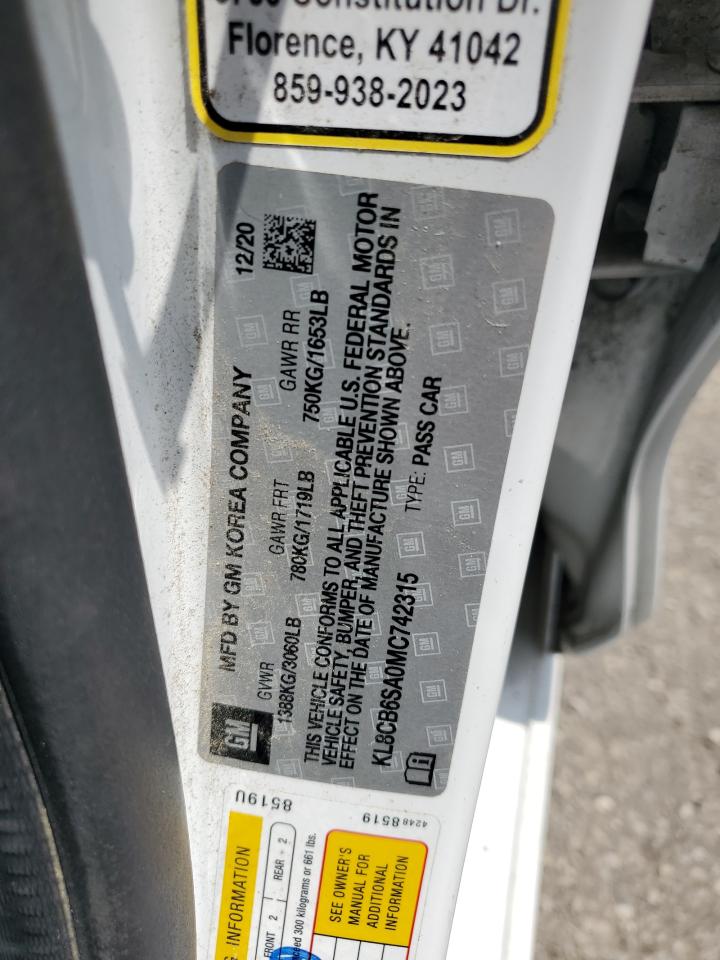 Florence, KY 41042
859-938-2023
MFD BY GM KOREA COMPANY 12/20
GVWR GAWR FRT GAWR RR
1388KG/3060LB 780KG/1719LB 750KG/1653LB
THIS VEHICLE CONFORMS TO ALL APPLICABLE U.S. FEDERAL MOTOR
VEHICLE SAFETY, BUMPER, AND THEFT PREVENTION STANDARDS IN
EFFECT ON THE DATE OF MANUFACTURE SHOWN ABOVE.
KL8CB6SA0MC742315 TYPE: PASS CAR
GM
8519U
4248 8519
INFORMATION
FRONT 2 REAR 2
300 kilograms or 661 lbs.
SEE OWNER'S
MANUAL FOR
ADDITIONAL
INFORMATION